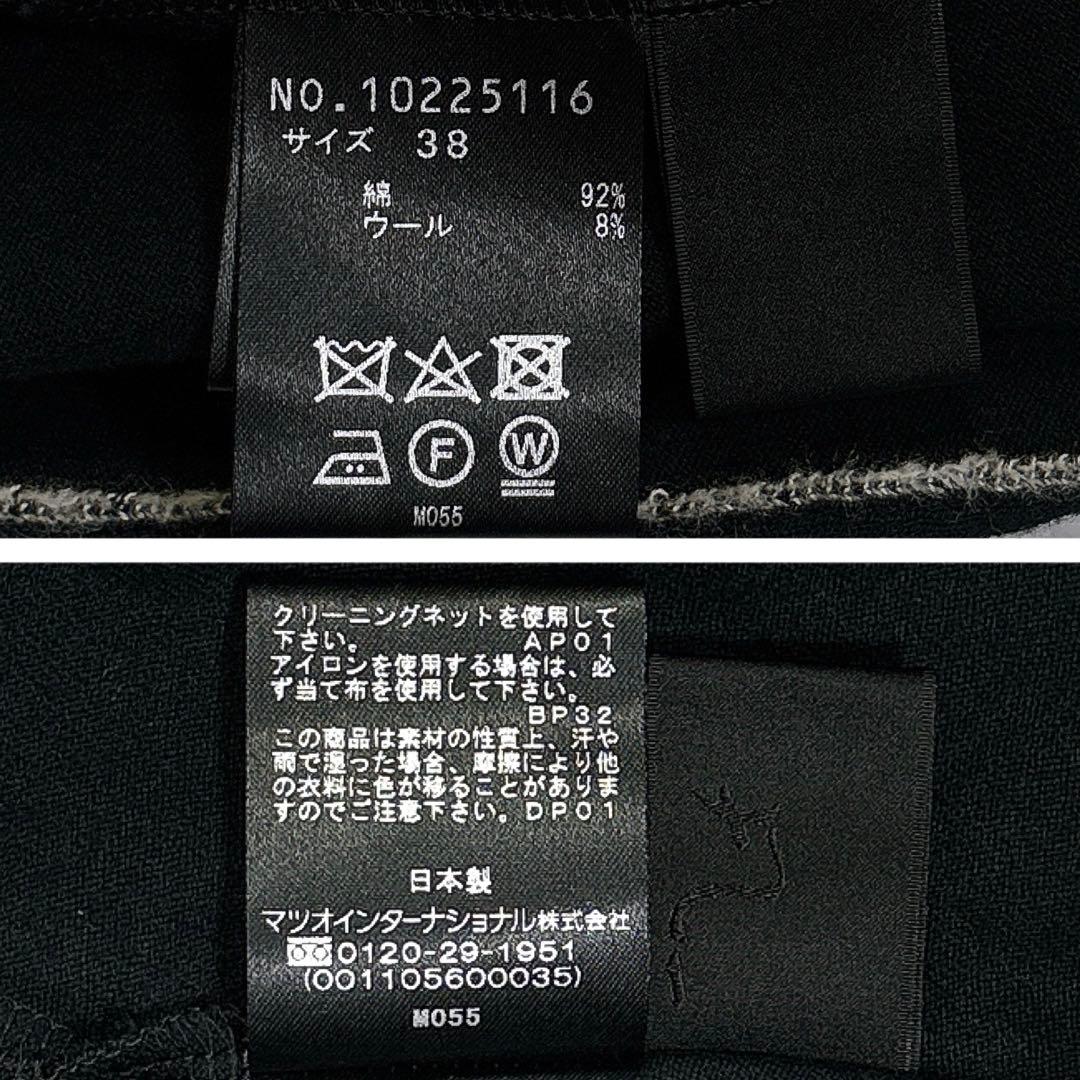 NO.10225116
サイズ 38
綿 92%
ウール 8%
F W
M055
クリーニングネットを使用して
下さい。 AP01
アイロンを使用する場合は、必
ず当て布を使用して下さい。
BP32
この商品は素材の性質上、汗や
雨で湿った場合、摩擦により他
の衣料に色が移ることがありま
すのでご注意下さい。DP01
日本製
マツオインターナショナル株式会社
0120-29-1951
(001105600035)
M055